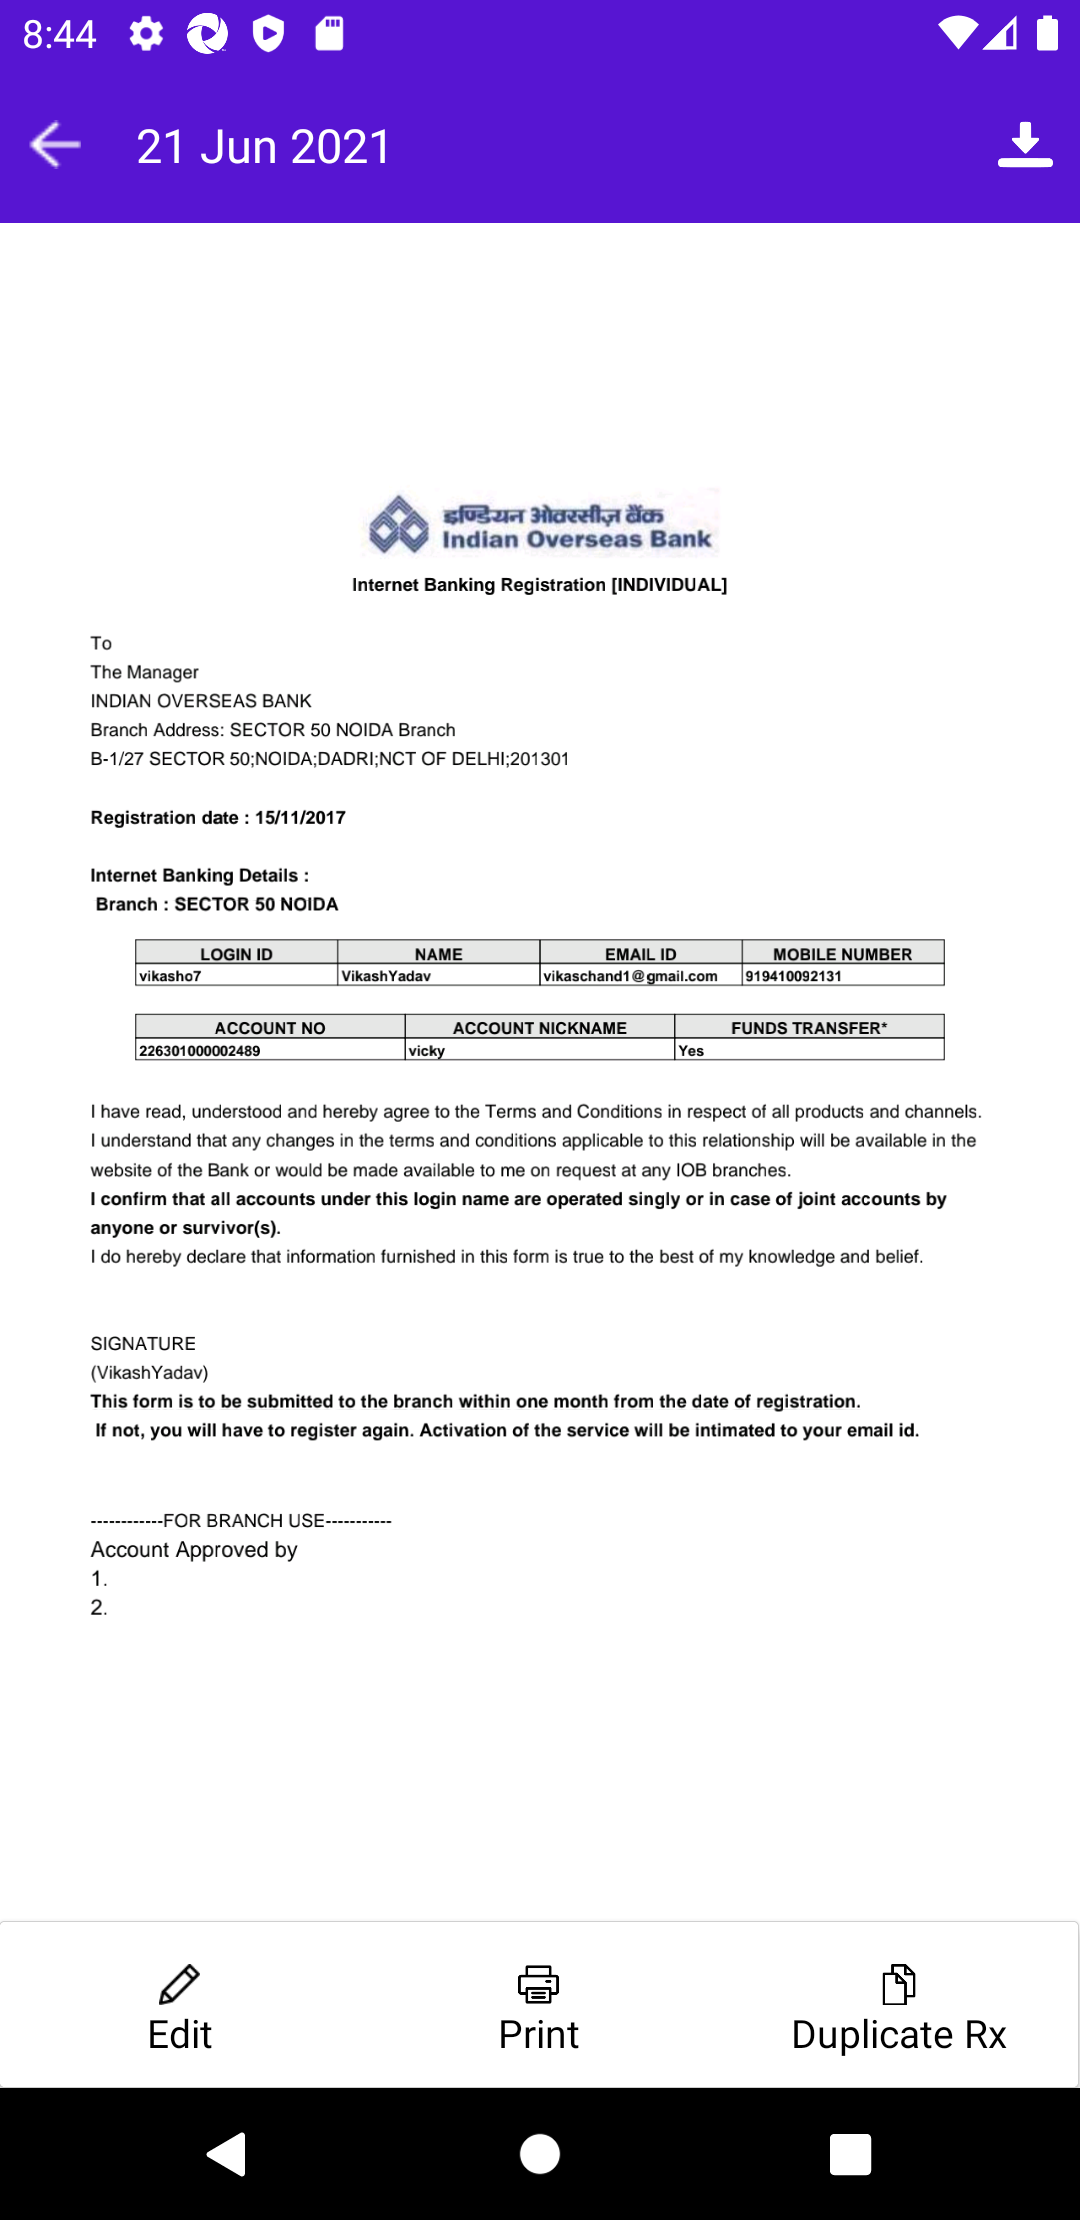 8:44
21 Jun 2021
इण्डियन ओवरसीज़ बैंक
Indian Overseas Bank
Internet Banking Registration [INDIVIDUAL]
To
The Manager
INDIAN OVERSEAS BANK
Branch Address: SECTOR 50 NOIDA Branch
B-1/27 SECTOR 50;NOIDA;DADRI;NCT OF DELHI;201301
Registration date : 15/11/2017
Internet Banking Details :
Branch : SECTOR 50 NOIDA
LOGIN ID NAME EMAIL ID MOBILE NUMBER
vikasho7 VikashYadav vikaschand1@gmail.com 919410092131
ACCOUNT NO ACCOUNT NICKNAME FUNDS TRANSFER*
226301000002489 vicky Yes
I have read, understood and hereby agree to the Terms and Conditions in respect of all products and channels.
I understand that any changes in the terms and conditions applicable to this relationship will be available in the
website of the Bank or would be made available to me on request at any IOB branches.
I confirm that all accounts under this login name are operated singly or in case of joint accounts by
anyone or survivor(s).
I do hereby declare that information furnished in this form is true to the best of my knowledge and belief.
SIGNATURE
(VikashYadav)
This form is to be submitted to the branch within one month from the date of registration.
If not, you will have to register again. Activation of the service will be intimated to your email id.
------------FOR BRANCH USE-----------
Account Approved by
1.
2.
Edit Print Duplicate Rx